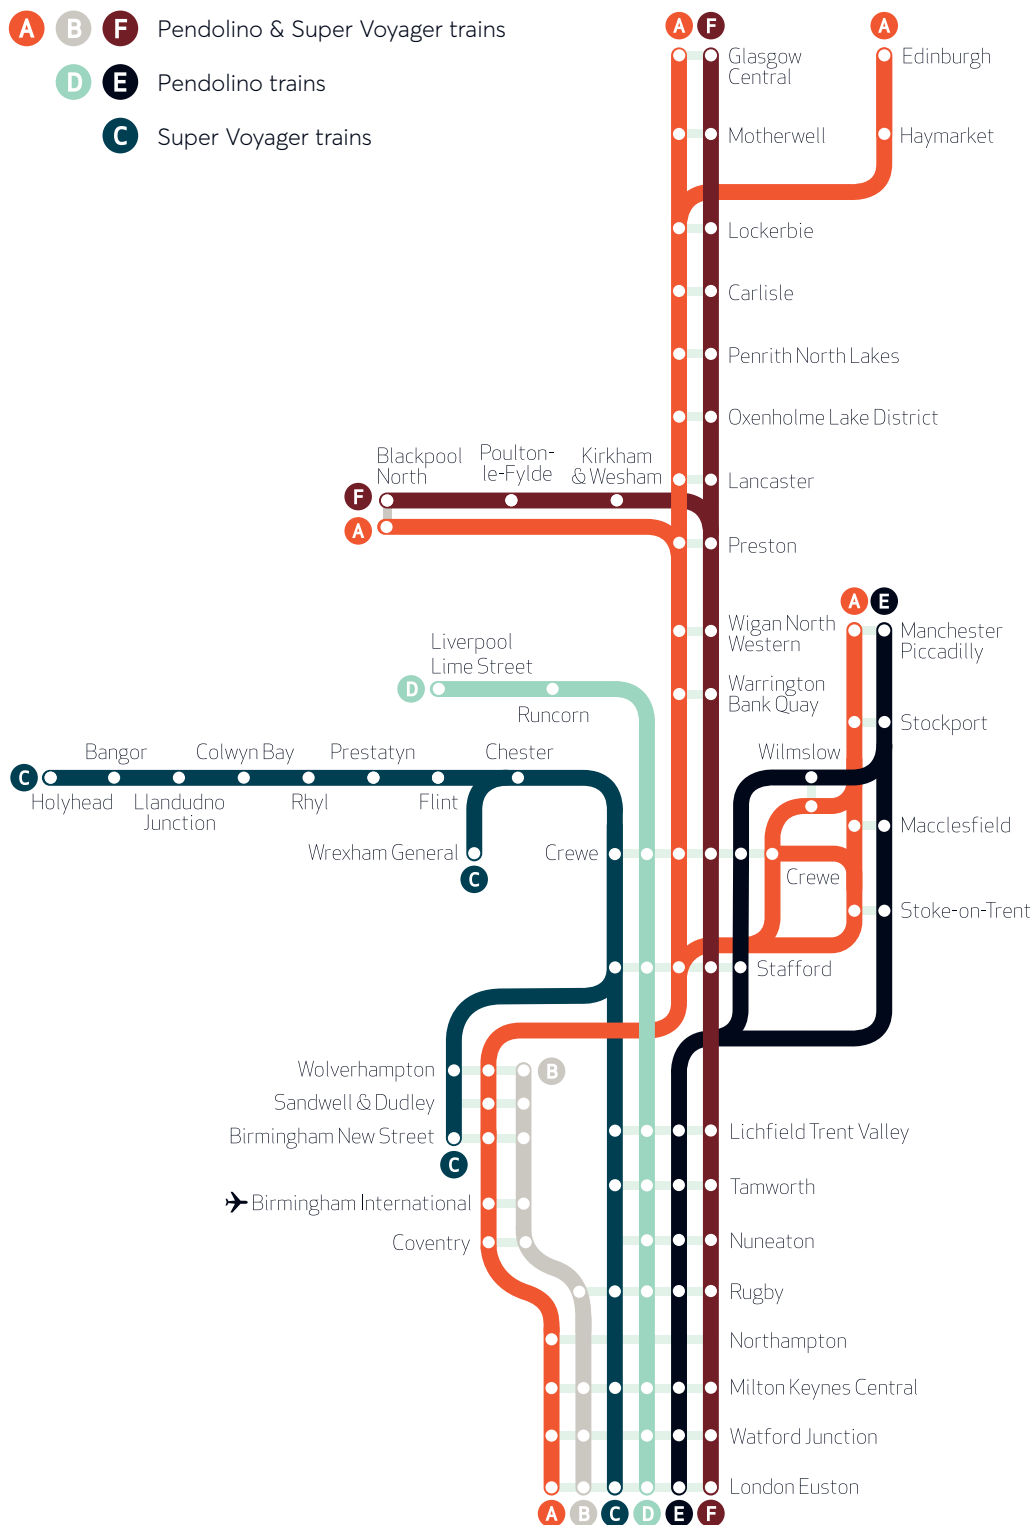 A B F Pendolino & Super Voyager trains
D E Pendolino trains
C Super Voyager trains
A F A
Glasgow
Central
Edinburgh
Motherwell
Haymarket
Lockerbie
Carlisle
Penrith North Lakes
Oxenholme Lake District
Blackpool
North
Poulton-
le-Fylde
Kirkham
& Wesham
Lancaster
F
A
Preston
A E
Wigan North
Western
Manchester
Piccadilly
Liverpool
Lime Street
D
Warrington
Bank Quay
Runcorn
Stockport
Bangor
Colwyn Bay
Prestatyn
Chester
Wilmslow
C
Holyhead
Llandudno
Junction
Rhyl
Flint
Macclesfield
Wrexham General
C
Crewe
Crewe
Stoke-on-Trent
Stafford
Wolverhampton
B
Sandwell & Dudley
Birmingham New Street
C
Lichfield Trent Valley
Tamworth
Birmingham International
Coventry
Nuneaton
Rugby
Northampton
Milton Keynes Central
Watford Junction
London Euston
A B C D E F